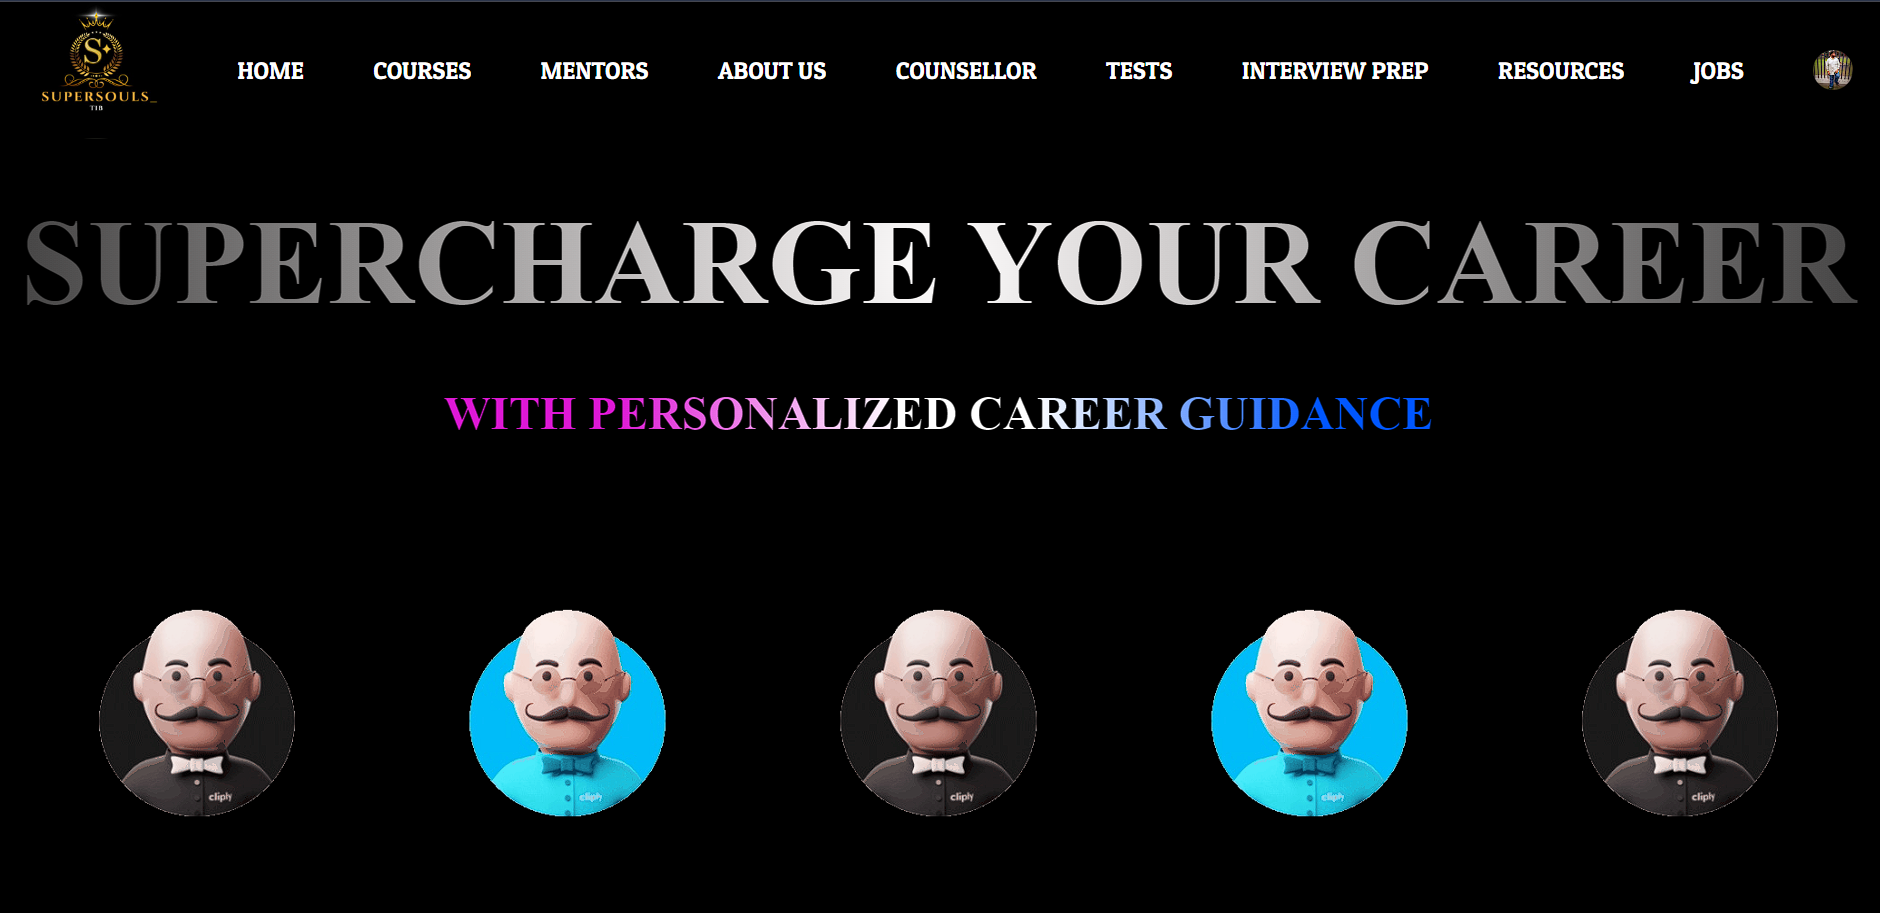 SUPERSOULS_
TIB
HOME COURSES MENTORS ABOUT US COUNSELLOR TESTS INTERVIEW PREP RESOURCES JOBS
SUPERCHARGE YOUR CAREER
WITH PERSONALIZED CAREER GUIDANCE
cliply cliply cliply cliply cliply